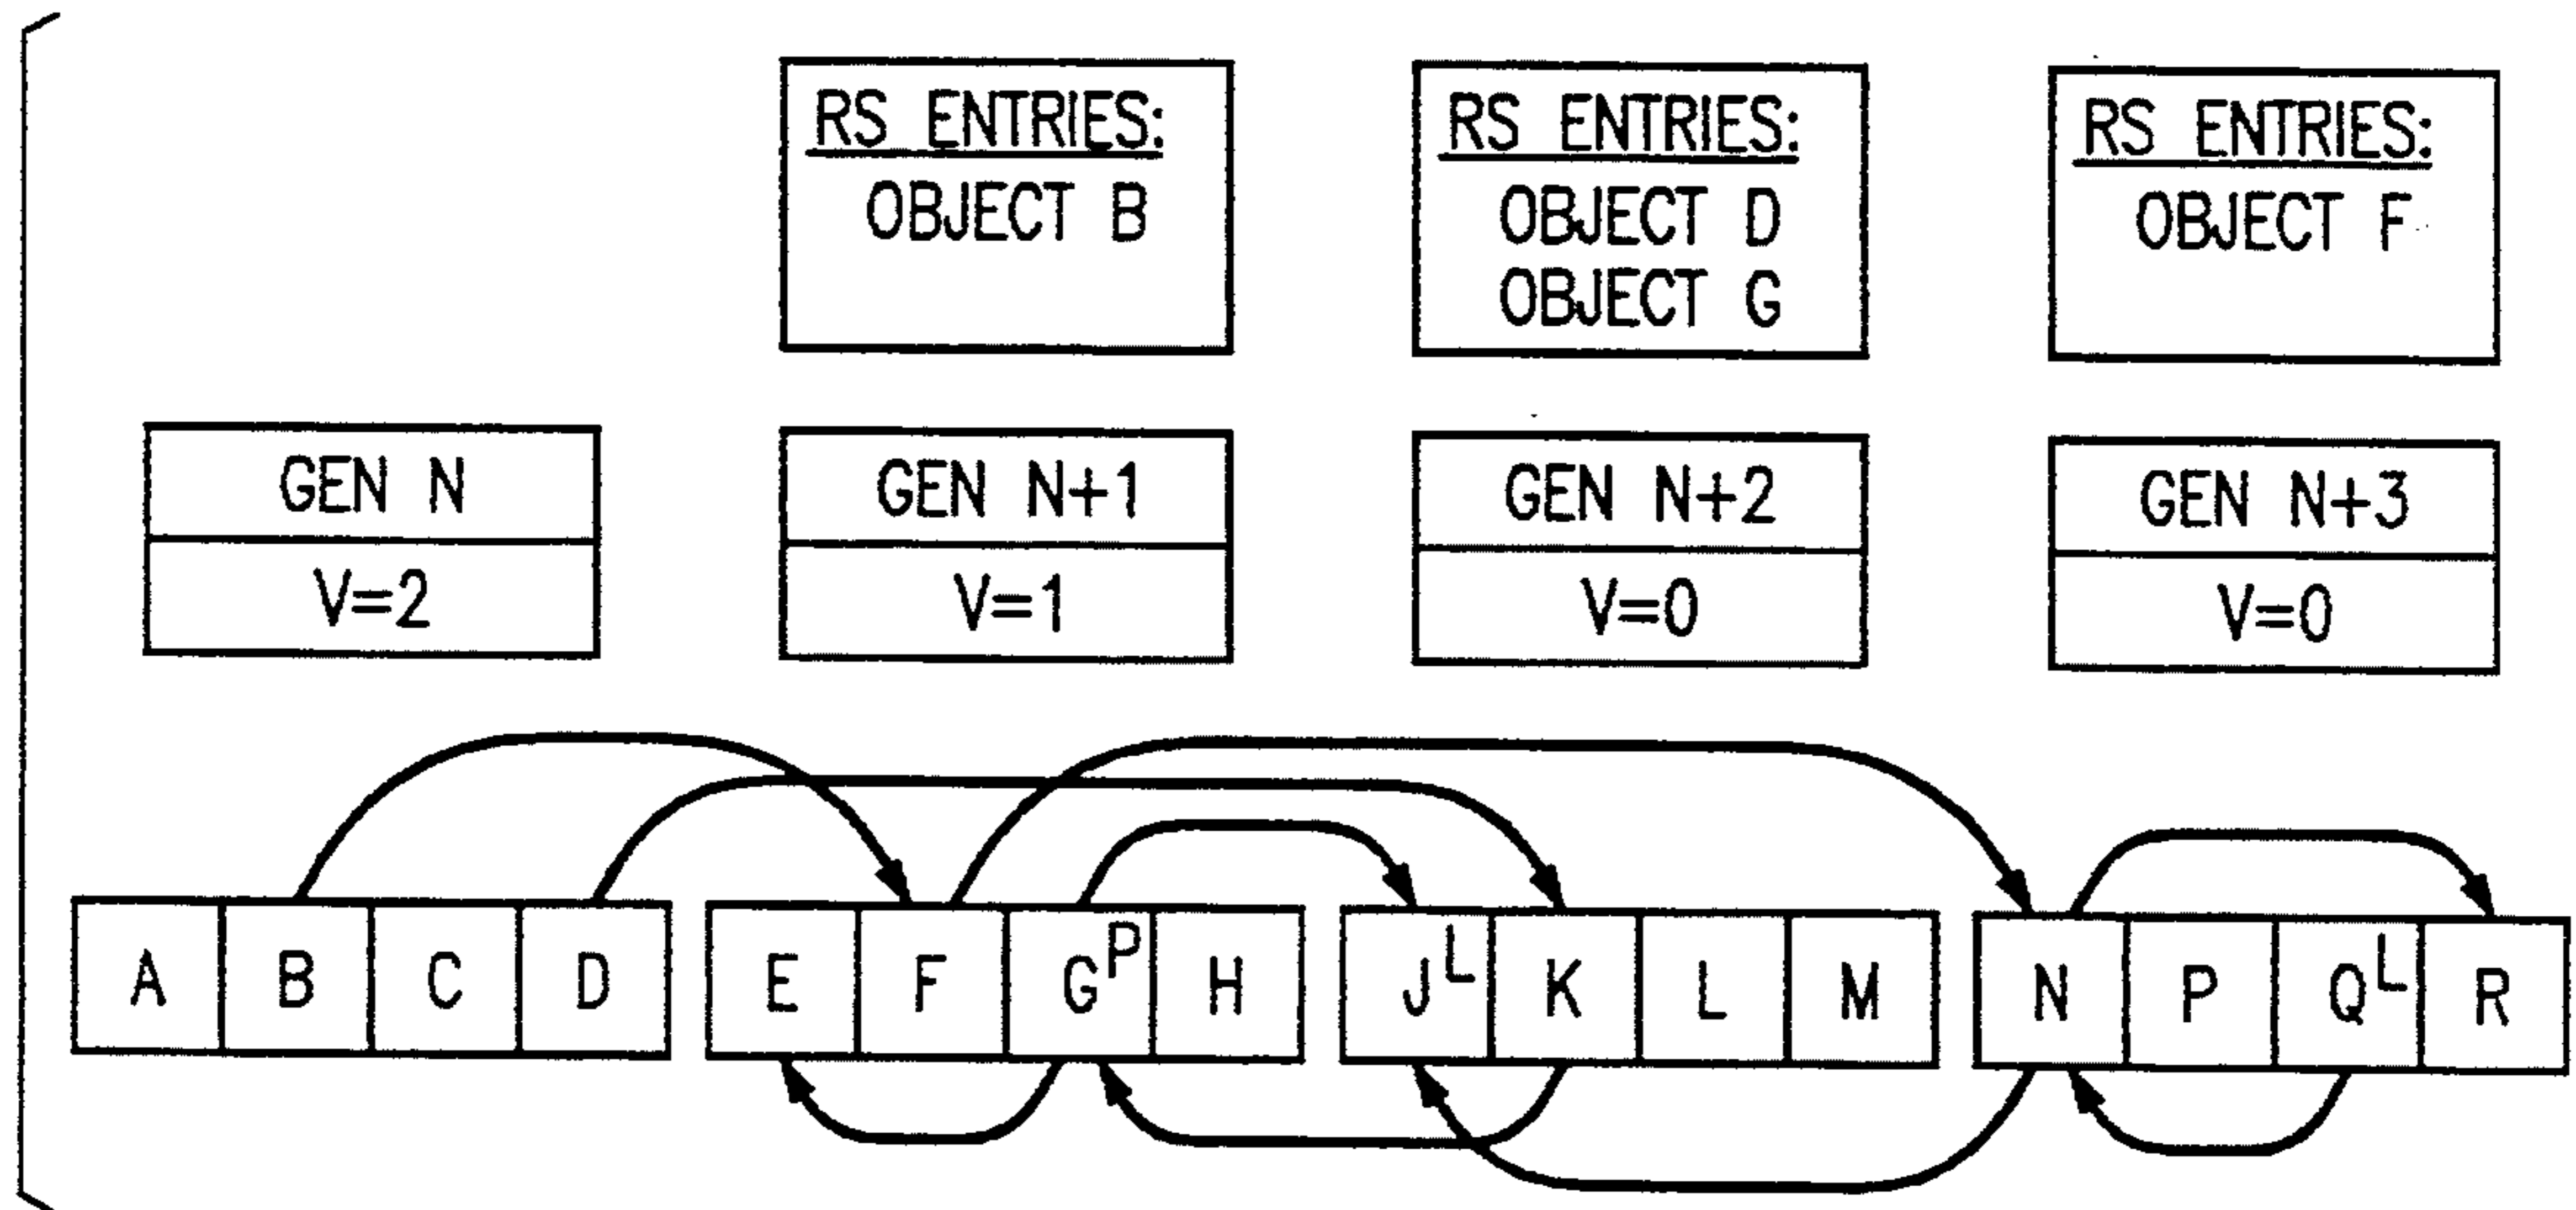 RS ENTRIES:
OBJECT B
RS ENTRIES:
OBJECT D
OBJECT G
RS ENTRIES:
OBJECT F
GEN N
V=2
GEN N+1
V=1
GEN N+2
V=0
GEN N+3
V=0
A B C D E F G^P H J^L K L M N P Q^L R